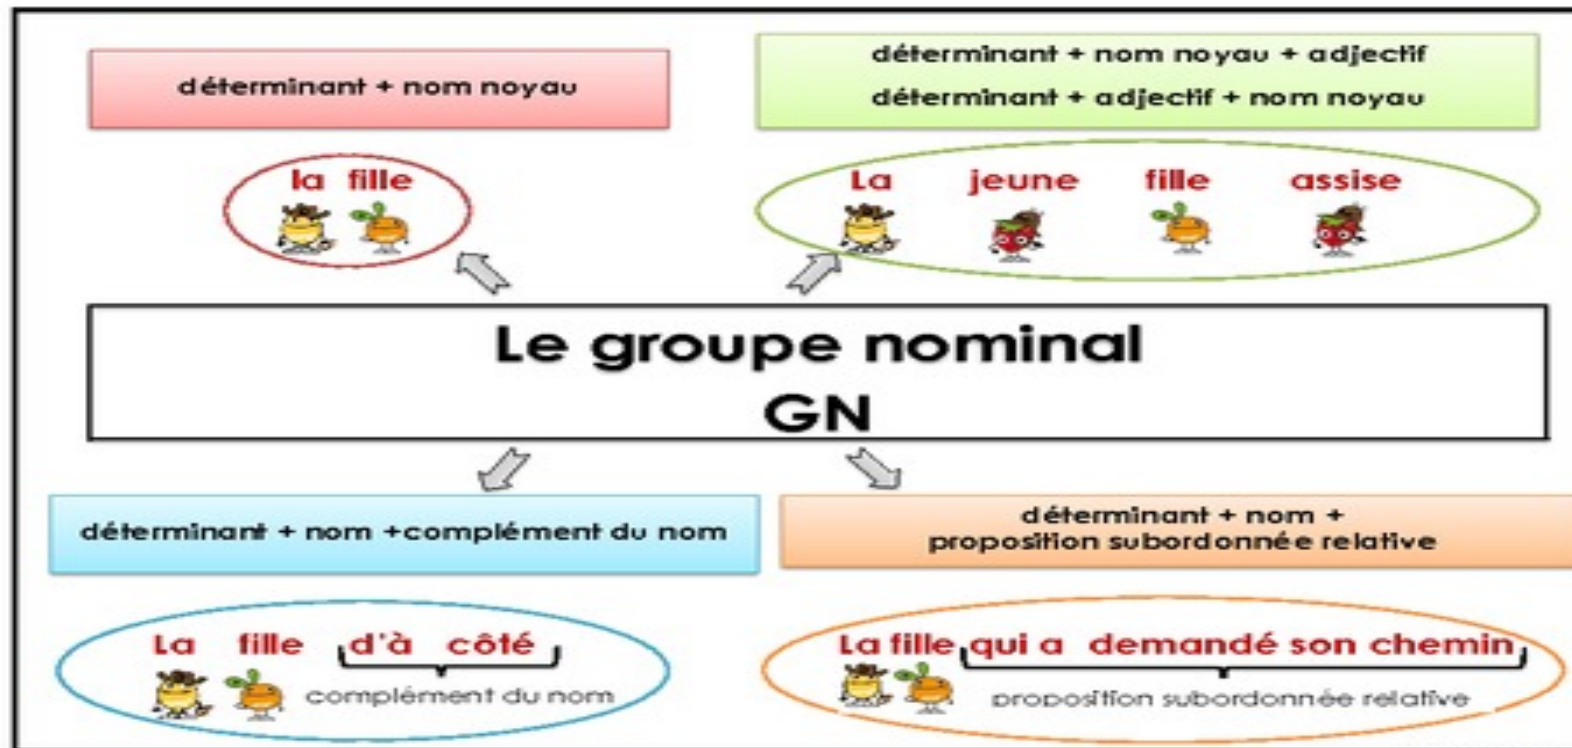 déterminant + nom noyau
déterminant + nom noyau + adjectif
déterminant + adjectif + nom noyau
la fille
La jeune fille assise
Le groupe nominal
GN
déterminant + nom +complément du nom
déterminant + nom +
proposition subordonnée relative
La fille d'à côté
complément du nom
La fille qui a demandé son chemin
proposition subordonnée relative